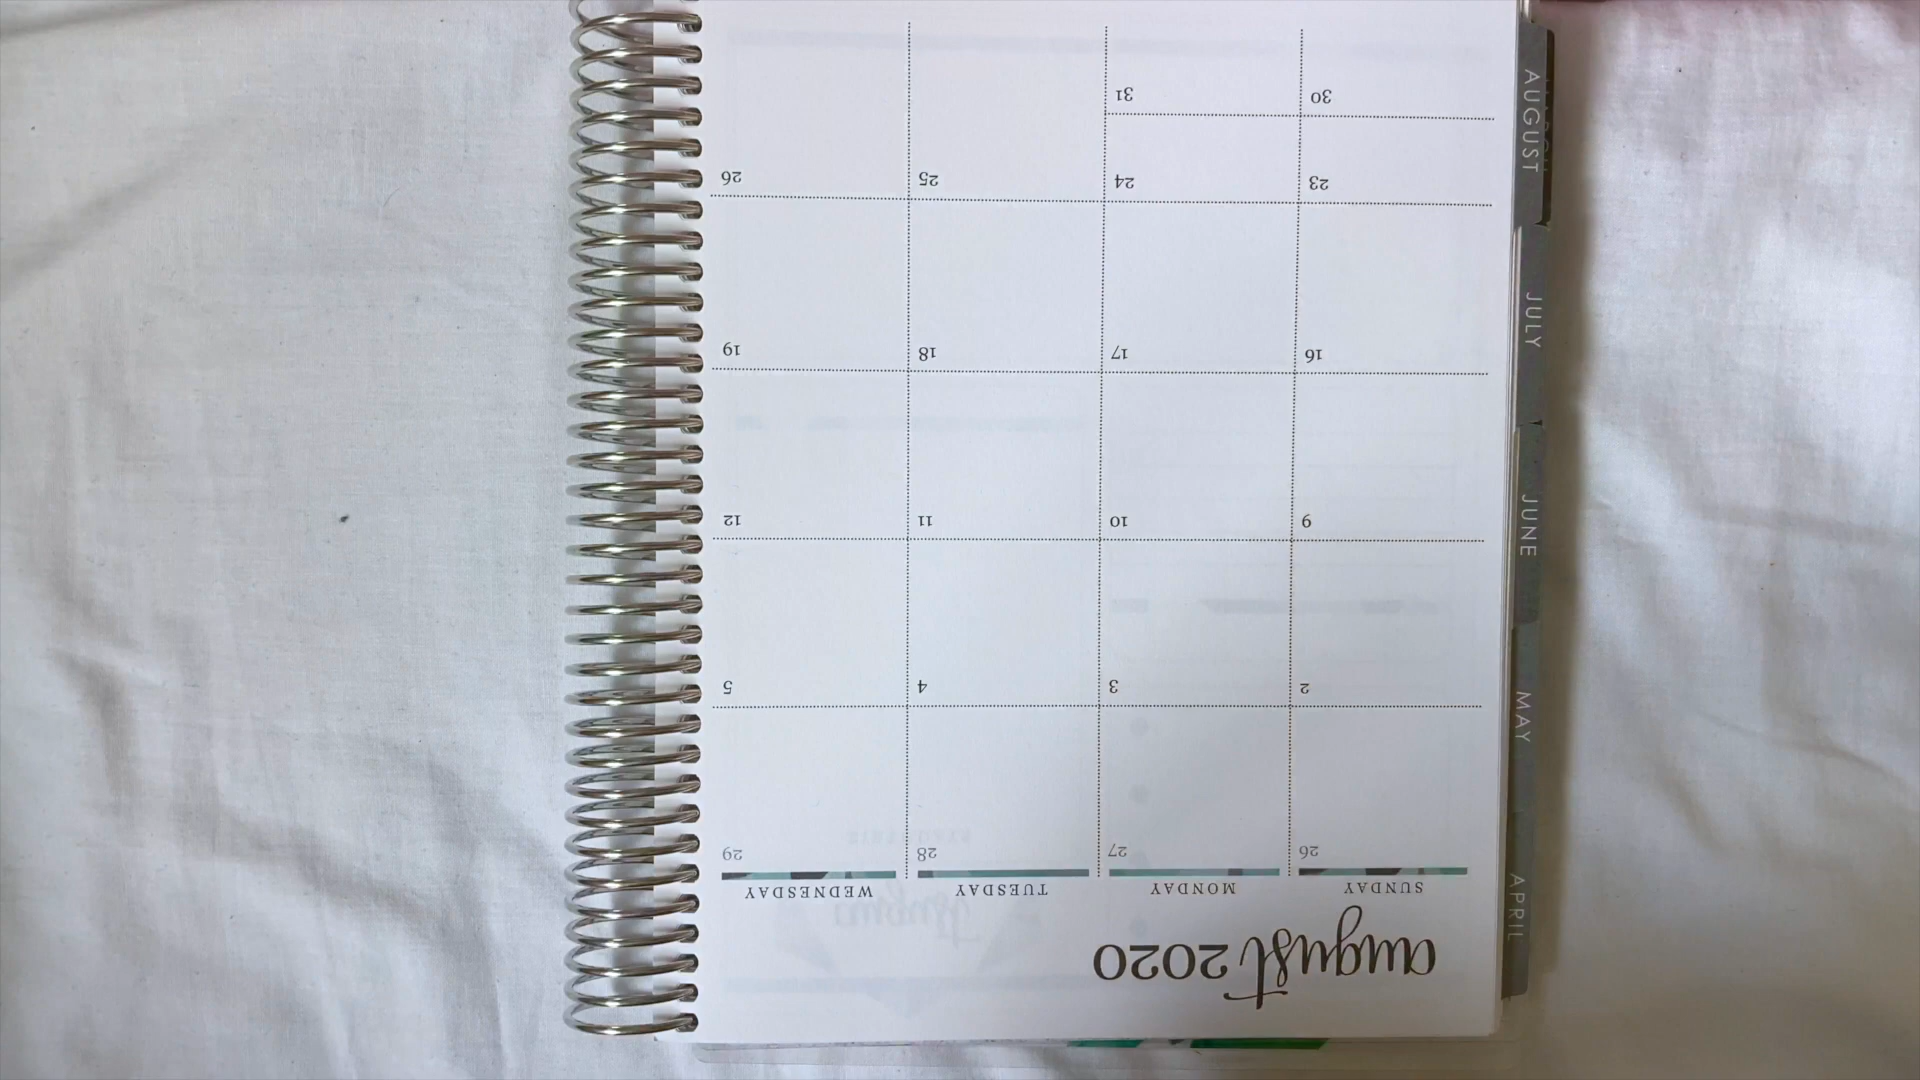 august 2020
SUNDAY MONDAY TUESDAY WEDNESDAY
26 27 28 29
2 3 4 5
9 10 11 12
16 17 18 19
23 24 25 26
30 31
APRIL
MAY
JUNE
JULY
AUGUST